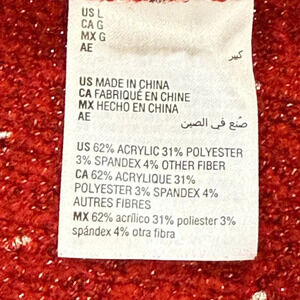 US L
CA G
MX G
AE
كبير
US MADE IN CHINA
CA FABRIQUÉ EN CHINE
MX HECHO EN CHINA
AE
صُنع في الصين
US 62% ACRYLIC 31% POLYESTER
3% SPANDEX 4% OTHER FIBER
CA 62% ACRYLIQUE 31%
POLYESTER 3% SPANDEX 4%
AUTRES FIBRES
MX 62% acrílico 31% poliester 3%
spándex 4% otra fibra